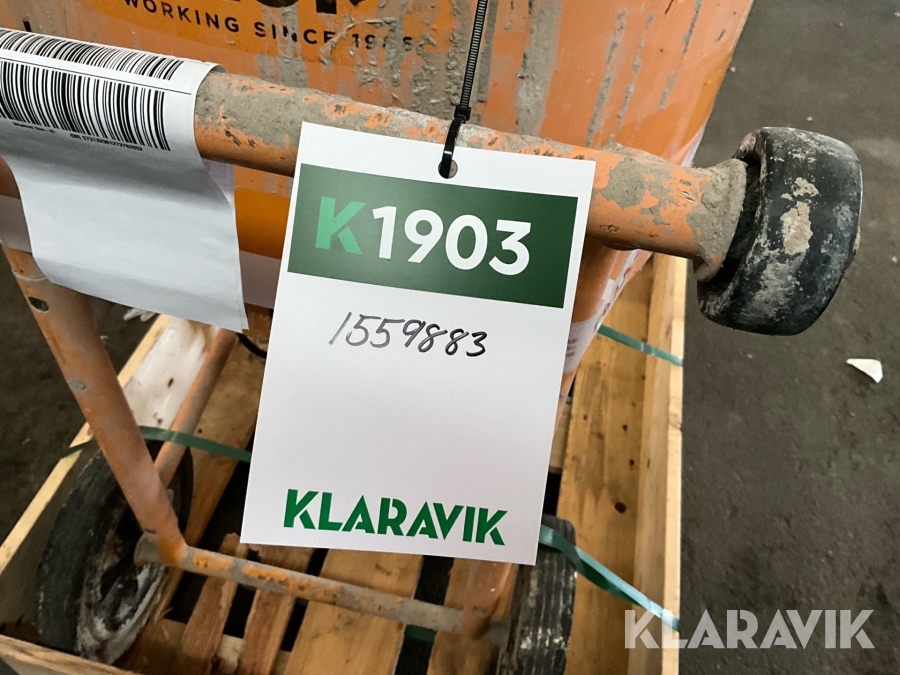 WORKING SINCE
K1903
1559883
KLARAVIK
KLARAVIK